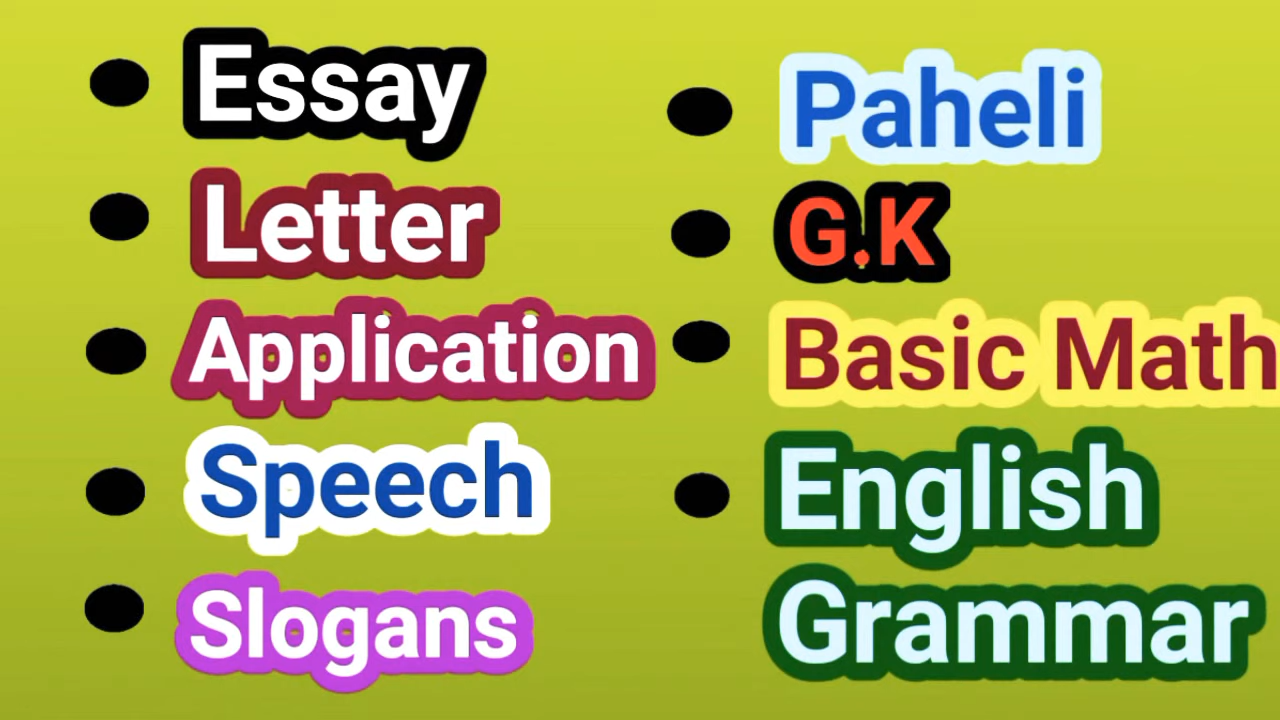 Essay
Letter
Application
Speech
Slogans
Paheli
G.K
Basic Math
English
Grammar